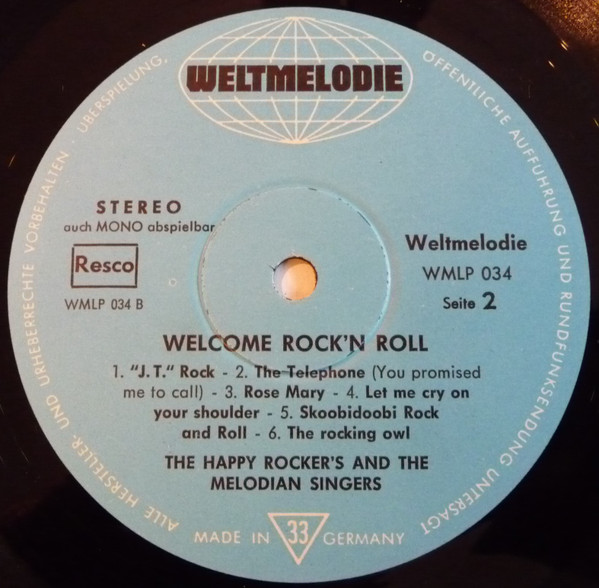 WELTMELODIE
ALLE HERSTELLER- UND URHEBERRECHTE VORBEHALTEN · ÜBERSPIELUNG,
ÖFFENTLICHE AUFFÜHRUNG UND RUNDFUNKSENDUNG UNTERSAGT
STEREO
auch MONO abspielbar
Resco
WMLP 034 B
Weltmelodie
WMLP 034
Seite 2
WELCOME ROCK'N ROLL
1. "J.T." Rock - 2. The Telephone (You promised
me to call) - 3. Rose Mary - 4. Let me cry on
your shoulder - 5. Skoobidoobi Rock
and Roll - 6. The rocking owl
THE HAPPY ROCKER'S AND THE
MELODIAN SINGERS
MADE IN 33 GERMANY